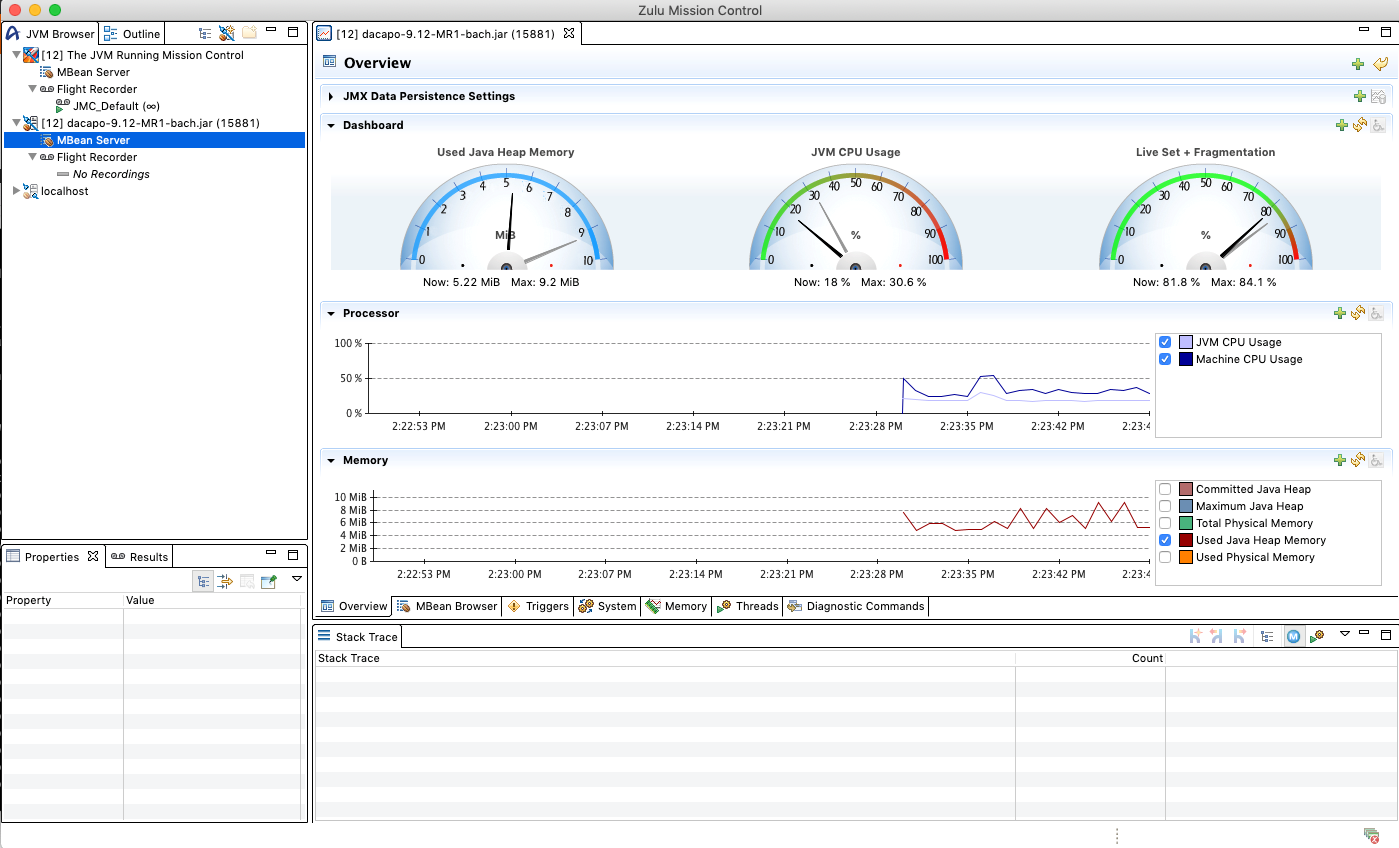 Zulu Mission Control
JVM Browser
Outline
[12] The JVM Running Mission Control
MBean Server
Flight Recorder
JMC_Default (∞)
[12] dacapo-9.12-MR1-bach.jar (15881)
MBean Server
Flight Recorder
No Recordings
localhost
Properties
Results
Property Value
[12] dacapo-9.12-MR1-bach.jar (15881)
Overview
JMX Data Persistence Settings
Dashboard
Used Java Heap Memory
0 1 2 3 4 5 6 7 8 9 10
MiB
Now: 5.22 MiB Max: 9.2 MiB
JVM CPU Usage
0 10 20 30 40 50 60 70 80 90 100
%
Now: 18 % Max: 30.6 %
Live Set + Fragmentation
0 10 20 30 40 50 60 70 80 90 100
%
Now: 81.8 % Max: 84.1 %
Processor
100 %
50 %
0 %
2:22:53 PM 2:23:00 PM 2:23:07 PM 2:23:14 PM 2:23:21 PM 2:23:28 PM 2:23:35 PM 2:23:42 PM 2:23:4
JVM CPU Usage
Machine CPU Usage
Memory
10 MiB
8 MiB
6 MiB
4 MiB
2 MiB
0 B
2:22:53 PM 2:23:00 PM 2:23:07 PM 2:23:14 PM 2:23:21 PM 2:23:28 PM 2:23:35 PM 2:23:42 PM 2:23:4
Committed Java Heap
Maximum Java Heap
Total Physical Memory
Used Java Heap Memory
Used Physical Memory
Overview MBean Browser Triggers System Memory Threads Diagnostic Commands
Stack Trace
M
Stack Trace Count